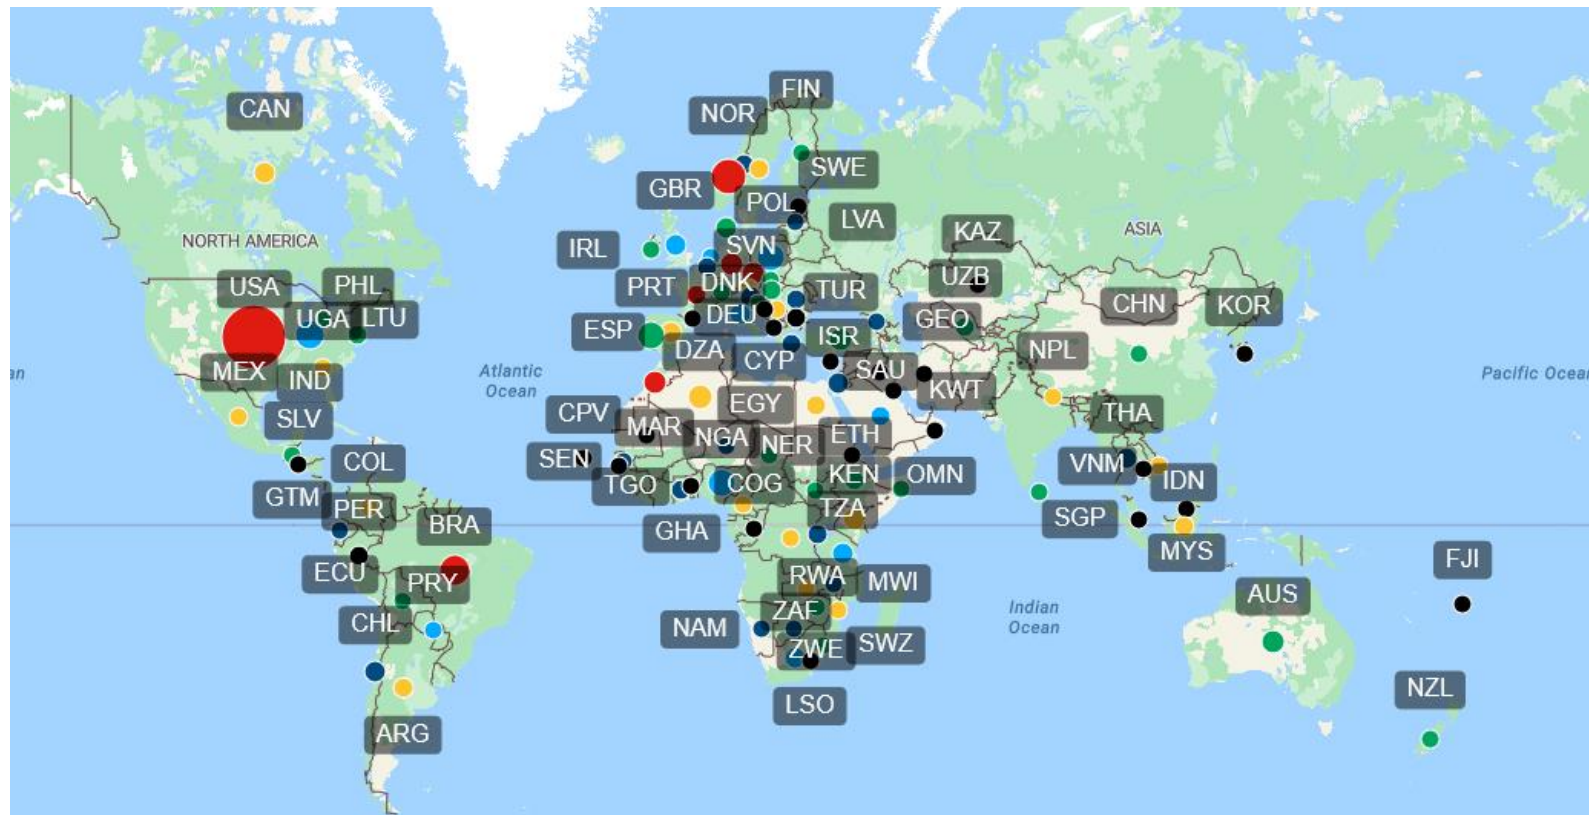 FIN
CAN
NOR
SWE
GBR
POL
LVA
KAZ
ASIA
NORTH AMERICA
IRL
SVN
UZB
USA
PHL
PRT
DNK
TUR
CHN
KOR
UGA
LTU
ESP
DEU
ISR
GEO
NPL
MEX
IND
DZA
CYP
SAU
KWT
Atlantic
Ocean
Pacific Ocean
SLV
CPV
MAR
EGY
NGA
NER
ETH
THA
COL
SEN
TGO
COG
KEN
OMN
VNM
IDN
GTM
PER
BRA
GHA
TZA
SGP
MYS
FJI
ECU
PRY
RWA
MWI
AUS
CHL
NAM
ZAF
ZWE
SWZ
Indian
Ocean
LSO
NZL
ARG